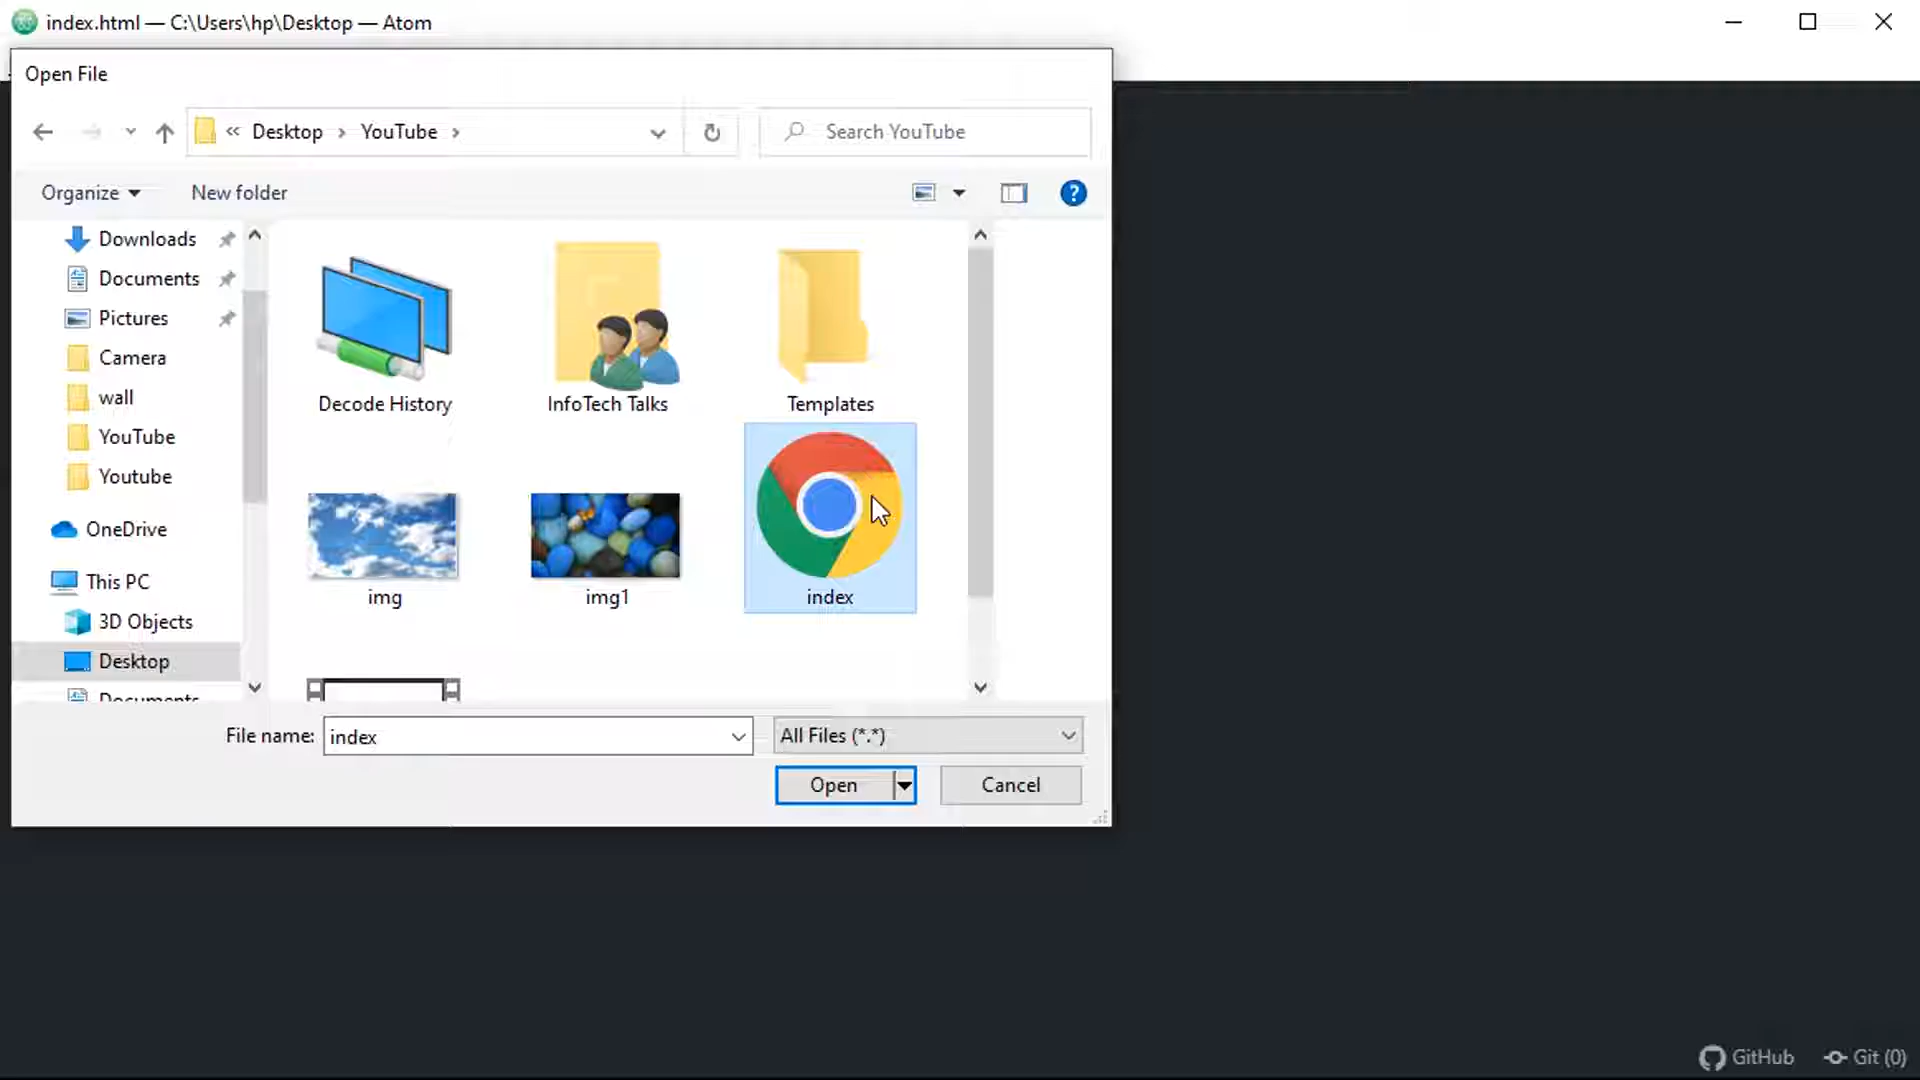 index.html — C:\Users\hp\Desktop — Atom
Open File
« Desktop › YouTube ›
Search YouTube
Organize
New folder
Downloads
Documents
Pictures
Camera
wall
YouTube
Youtube
OneDrive
This PC
3D Objects
Desktop
Documents
Decode History
InfoTech Talks
Templates
img
img1
index
File name: index
All Files (*.*)
Open
Cancel
GitHub
Git (0)